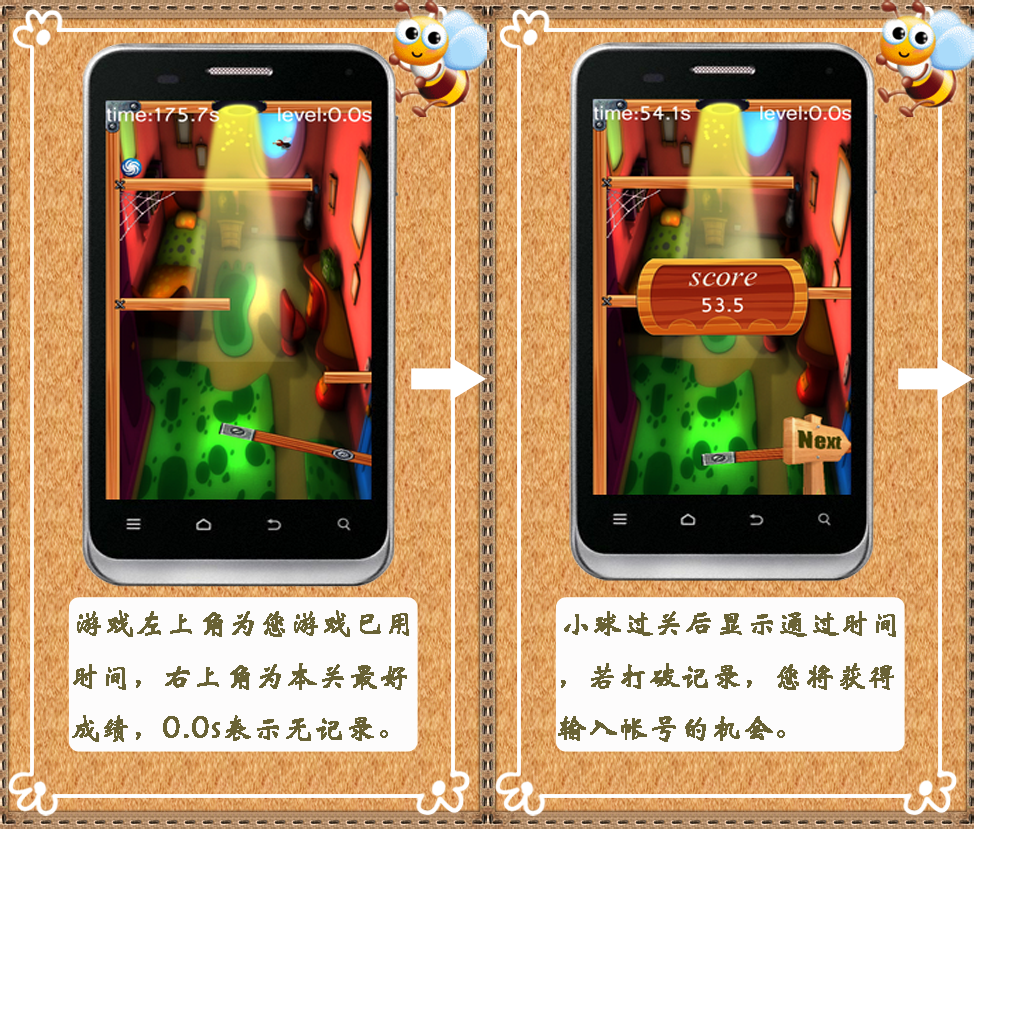 time:175.7s
level:0.0s
游戏左上角为您游戏已用
时间，右上角为本关最好
成绩，0.0s表示无记录。
time:54.1s
level:0.0s
score
53.5
Next
小球过关后显示通过时间
，若打破记录，您将获得
输入帐号的机会。